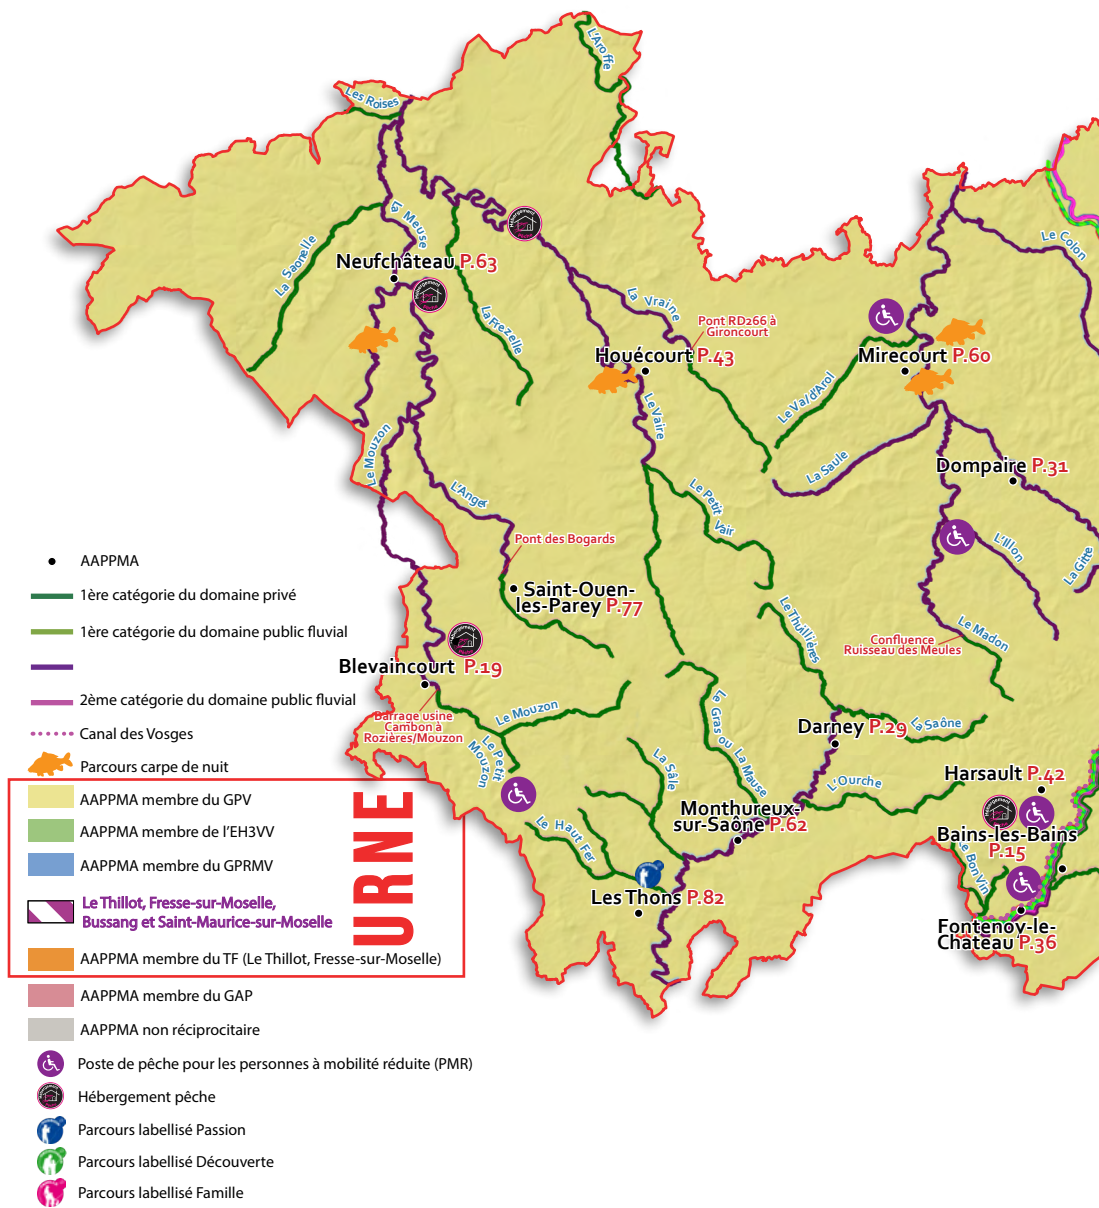 L'Aroffe
Les Roises
La Meuse
La Saonelle
Neufchâteau P.63
Hébergement
Le Colon
La Frezelle
La Vraine
Pont RD266 à
Gironcourt
Houécourt P.43
Mirecourt P.60
Le Val d'Arol
Le Vaire
Le Mouzon
La Saule
Dompaire P.31
L'Anger
Le Petit
Vair
Pont des Bogards
L'Illon
La Gitte
Saint-Ouen-
les-Parey P.77
Le Thuillières
Le Madon
Confluence
Ruisseau des Meules
Blevaincourt P.19
Barrage usine
Cambon à
Rozières/Mouzon
Le Mouzon
Le Petit
Mouzon
Le Gras ou La Mause
Darney P.29
La Saône
La Sâle
L'Ourche
Harsault P.42
Monthureux-
sur-Saône P.62
Bains-les-Bains
P.15
Le Haut Fer
Le BonVin
Les Thons P.82
Fontenoy-le-
Chateau P.36
AAPPMA
1ère catégorie du domaine privé
1ère catégorie du domaine public fluvial
2ème catégorie du domaine public fluvial
Canal des Vosges
Parcours carpe de nuit
AAPPMA membre du GPV
AAPPMA membre de l'EH3VV
AAPPMA membre du GPRMV
Le Thillot, Fresse-sur-Moselle,
Bussang et Saint-Maurice-sur-Moselle
AAPPMA membre du TF (Le Thillot, Fresse-sur-Moselle)
URNE
AAPPMA membre du GAP
AAPPMA non réciprocitaire
Poste de pêche pour les personnes à mobilité réduite (PMR)
Hébergement pêche
Parcours labellisé Passion
Parcours labellisé Découverte
Parcours labellisé Famille